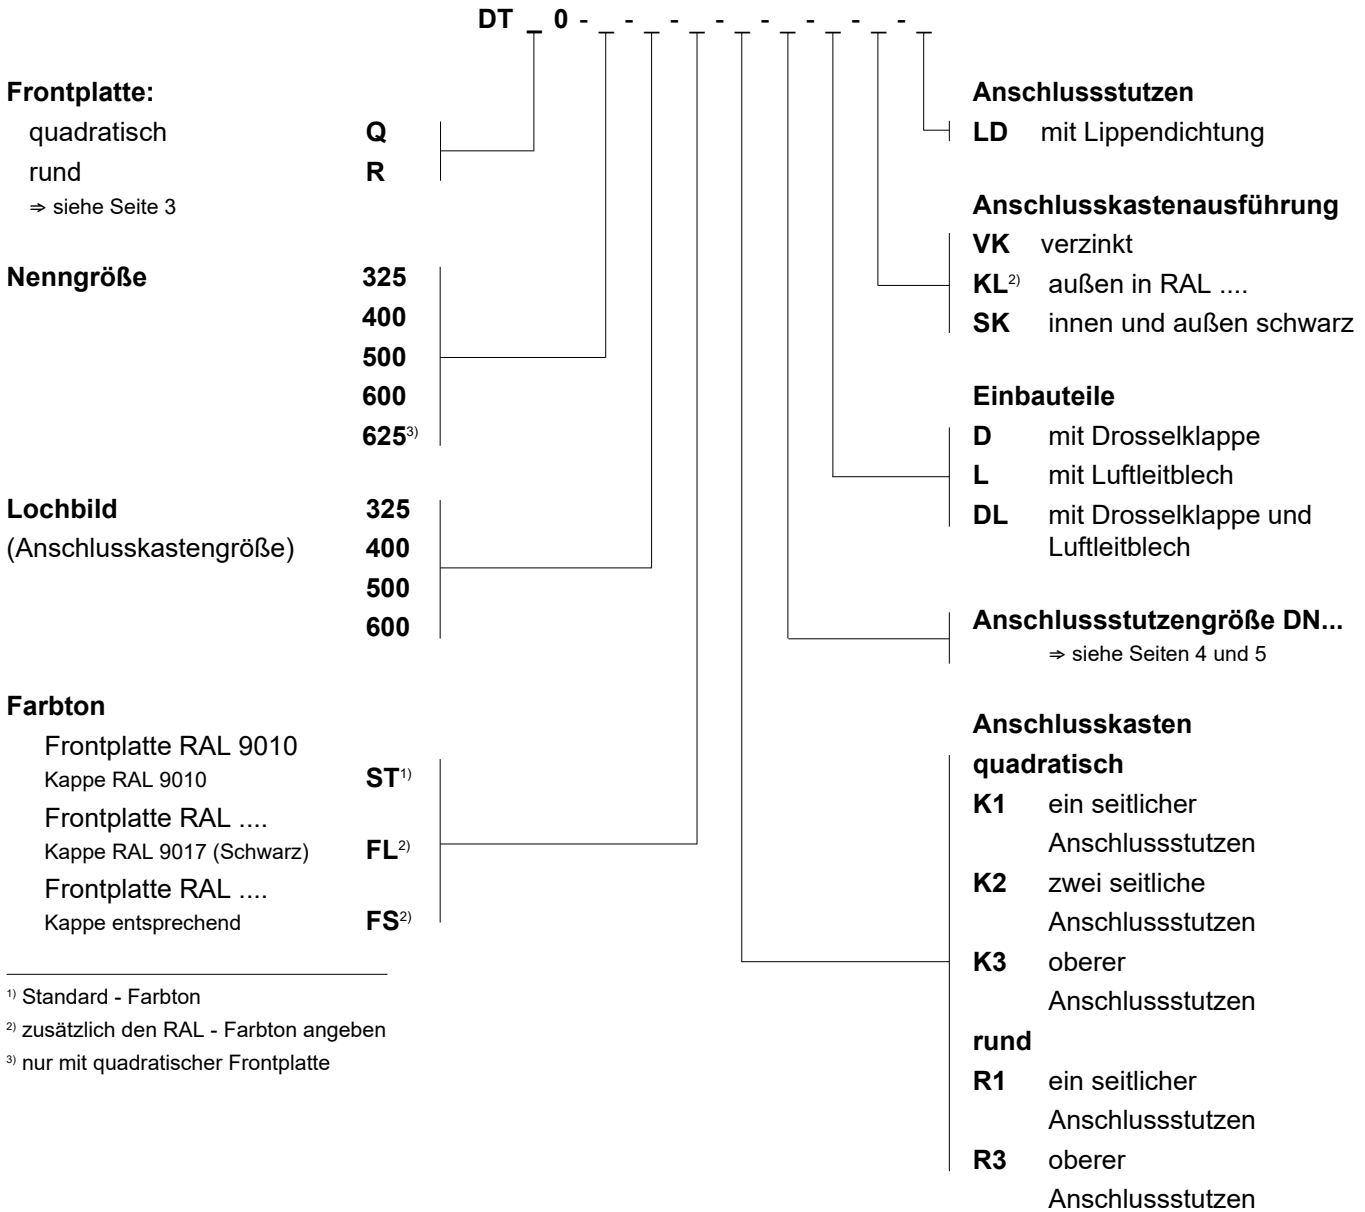 DT _ 0 - _ - _ - _ - _ - _ - _ - _ - _
Frontplatte:
quadratisch Q
rund R
⇒ siehe Seite 3
Nenngröße 325
400
500
600
625³⁾
Lochbild 325
(Anschlusskastengröße) 400
500
600
Farbton
Frontplatte RAL 9010
Kappe RAL 9010 ST¹⁾
Frontplatte RAL ....
Kappe RAL 9017 (Schwarz) FL²⁾
Frontplatte RAL ....
Kappe entsprechend FS²⁾
¹⁾ Standard - Farbton
²⁾ zusätzlich den RAL - Farbton angeben
³⁾ nur mit quadratischer Frontplatte
Anschlussstutzen
LD mit Lippendichtung
Anschlusskastenausführung
VK verzinkt
KL²⁾ außen in RAL ....
SK innen und außen schwarz
Einbauteile
D mit Drosselklappe
L mit Luftleitblech
DL mit Drosselklappe und
Luftleitblech
Anschlussstutzengröße DN...
⇒ siehe Seiten 4 und 5
Anschlusskasten
quadratisch
K1 ein seitlicher
Anschlussstutzen
K2 zwei seitliche
Anschlussstutzen
K3 oberer
Anschlussstutzen
rund
R1 ein seitlicher
Anschlussstutzen
R3 oberer
Anschlussstutzen